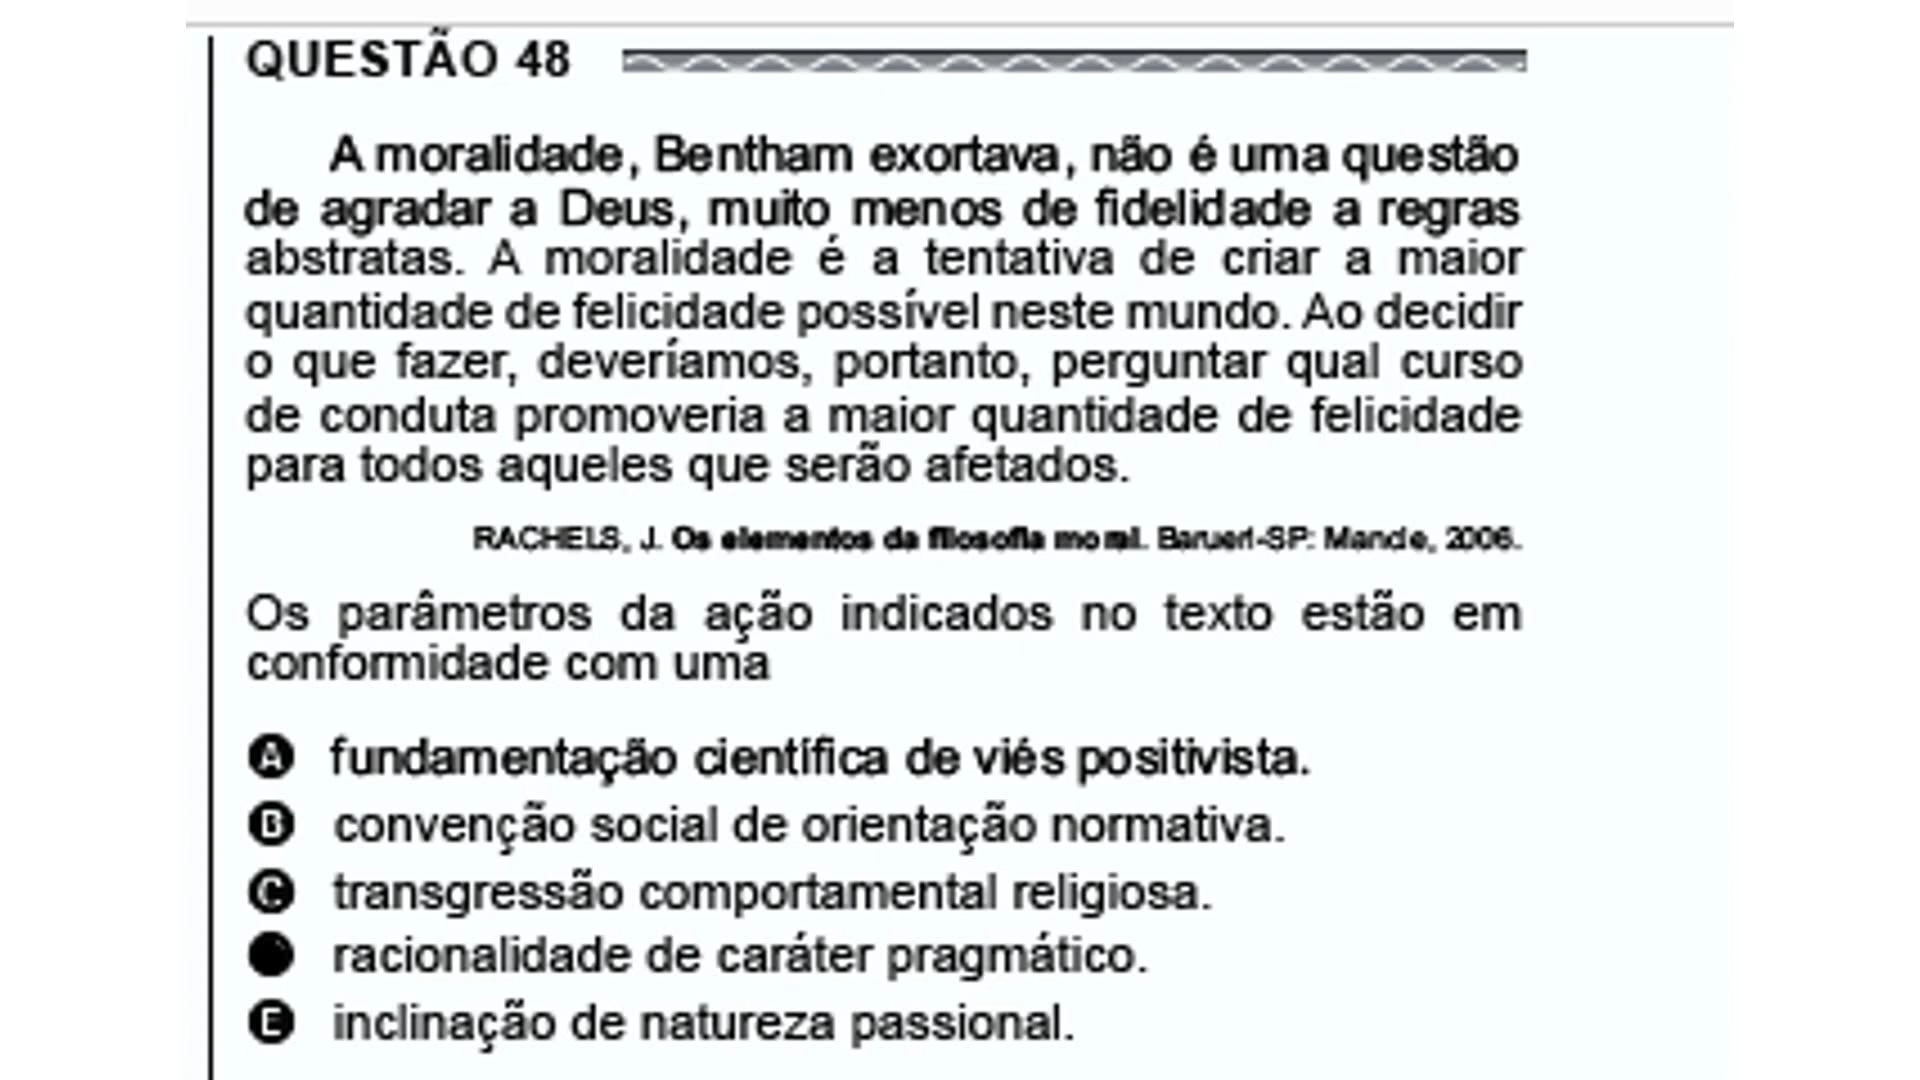 QUESTÃO 48
A moralidade, Bentham exortava, não é uma questão
de agradar a Deus, muito menos de fidelidade a regras
abstratas. A moralidade é a tentativa de criar a maior
quantidade de felicidade possível neste mundo. Ao decidir
o que fazer, deveríamos, portanto, perguntar qual curso
de conduta promoveria a maior quantidade de felicidade
para todos aqueles que serão afetados.
RACHELS, J. Os elementos da filosofia moral. Barueri-SP: Manole, 2006.
Os parâmetros da ação indicados no texto estão em
conformidade com uma
A fundamentação científica de viés positivista.
B convenção social de orientação normativa.
C transgressão comportamental religiosa.
racionalidade de caráter pragmático.
E inclinação de natureza passional.